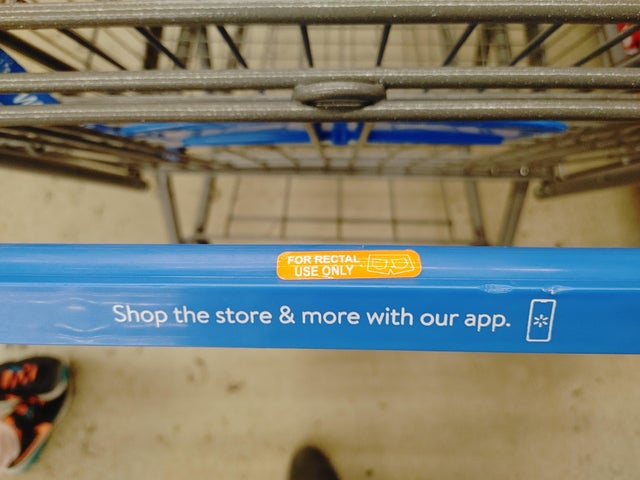 FOR RECTAL
USE ONLY
Shop the store & more with our app.